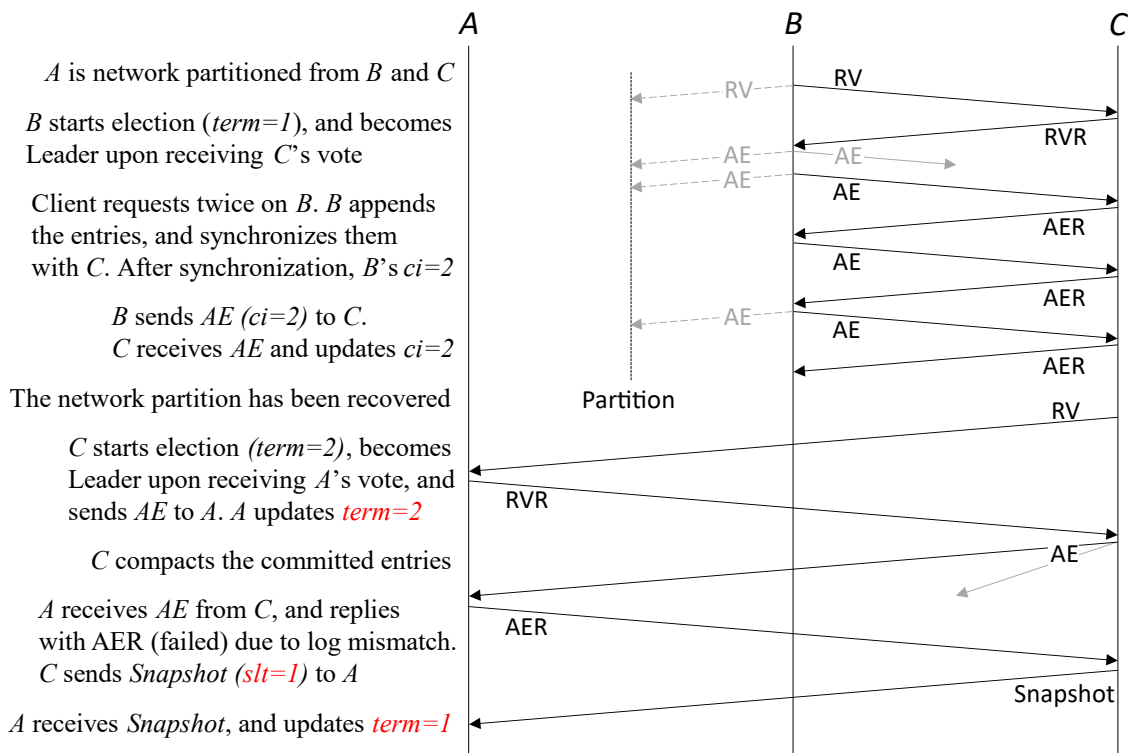 A
B
C
A is network partitioned from B and C
RV
RV
B starts election (term=1), and becomes
Leader upon receiving C's vote
RVR
AE
AE
AE
AE
Client requests twice on B. B appends
the entries, and synchronizes them
with C. After synchronization, B's ci=2
AER
AE
AER
B sends AE (ci=2) to C.
C receives AE and updates ci=2
AE
AE
AER
The network partition has been recovered
Partition
RV
C starts election (term=2), becomes
Leader upon receiving A's vote, and
sends AE to A. A updates term=2
RVR
C compacts the committed entries
AE
A receives AE from C, and replies
with AER (failed) due to log mismatch.
C sends Snapshot (slt=1) to A
AER
Snapshot
A receives Snapshot, and updates term=1